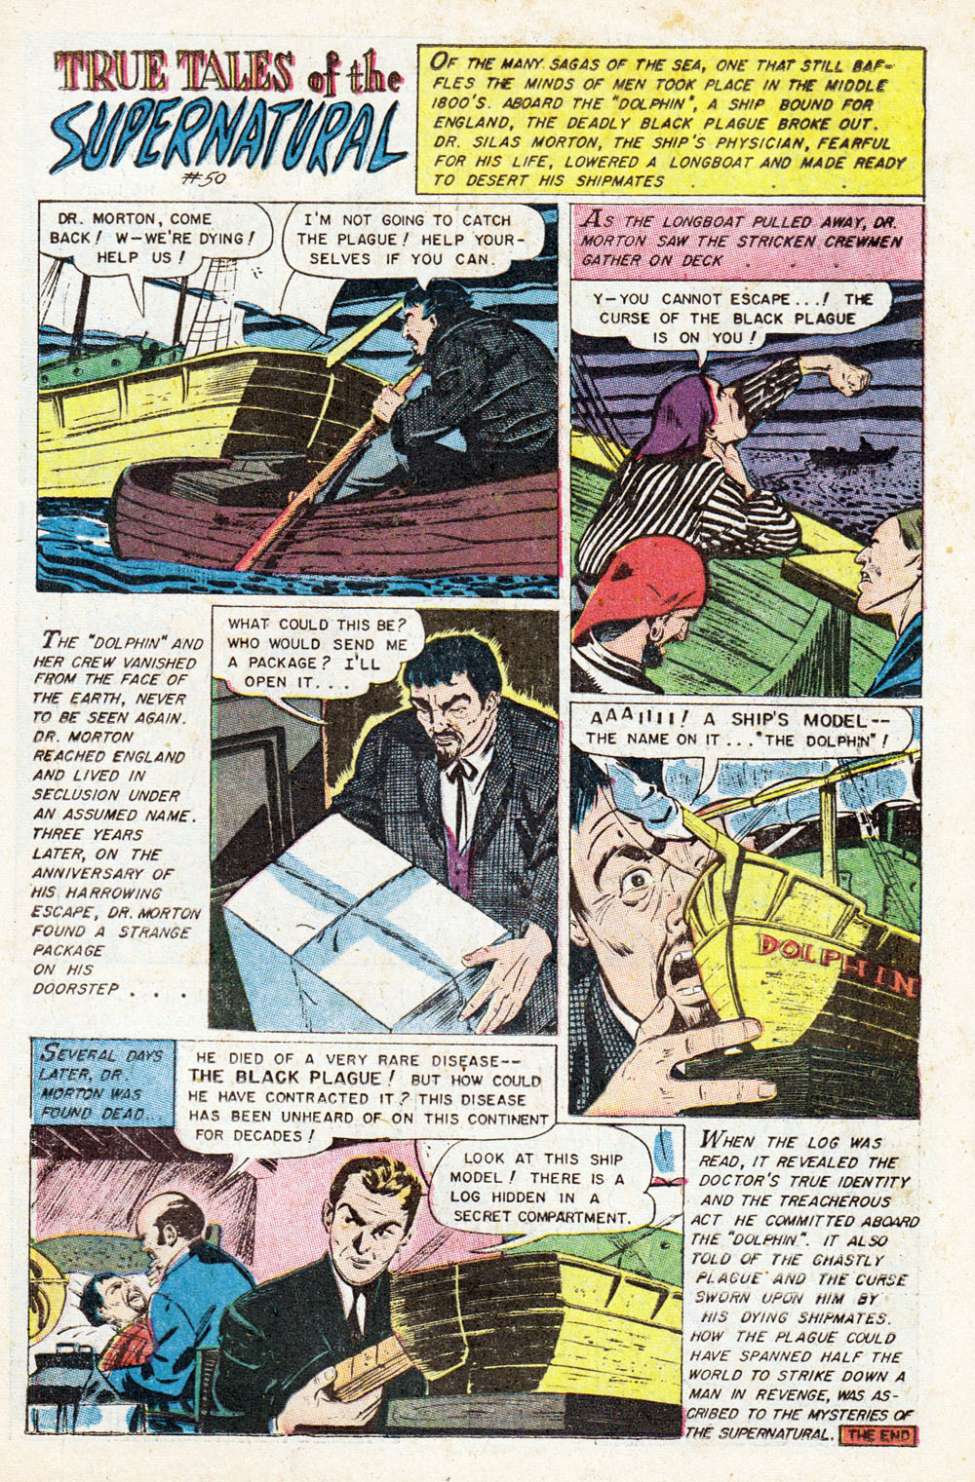 TRUE TALES of the
SUPERNATURAL
#50
OF THE MANY SAGAS OF THE SEA, ONE THAT STILL BAF-
FLES THE MINDS OF MEN TOOK PLACE IN THE MIDDLE
1800'S. ABOARD THE "DOLPHIN", A SHIP BOUND FOR
ENGLAND, THE DEADLY BLACK PLAGUE BROKE OUT.
DR. SILAS MORTON, THE SHIP'S PHYSICIAN, FEARFUL
FOR HIS LIFE, LOWERED A LONGBOAT AND MADE READY
TO DESERT HIS SHIPMATES . . .
DR. MORTON, COME
BACK! W-WE'RE DYING!
HELP US!
I'M NOT GOING TO CATCH
THE PLAGUE! HELP YOUR-
SELVES IF YOU CAN.
AS THE LONGBOAT PULLED AWAY, DR.
MORTON SAW THE STRICKEN CREWMEN
GATHER ON DECK . . . .
Y-YOU CANNOT ESCAPE...! THE
CURSE OF THE BLACK PLAGUE
IS ON YOU!
THE "DOLPHIN" AND
HER CREW VANISHED
FROM THE FACE OF
THE EARTH, NEVER
TO BE SEEN AGAIN.
DR. MORTON
REACHED ENGLAND
AND LIVED IN
SECLUSION UNDER
AN ASSUMED NAME.
THREE YEARS
LATER, ON THE
ANNIVERSARY OF
HIS HARROWING
ESCAPE, DR. MORTON
FOUND A STRANGE
PACKAGE
ON HIS
DOORSTEP . . .
WHAT COULD THIS BE?
WHO WOULD SEND ME
A PACKAGE? I'LL
OPEN IT...
AAAIIII! A SHIP'S MODEL--
THE NAME ON IT... "THE DOLPHIN"!
DOLPHIN
SEVERAL DAYS
LATER, DR.
MORTON WAS
FOUND DEAD...
HE DIED OF A VERY RARE DISEASE--
THE BLACK PLAGUE! BUT HOW COULD
HE HAVE CONTRACTED IT? THIS DISEASE
HAS BEEN UNHEARD OF ON THIS CONTINENT
FOR DECADES!
LOOK AT THIS SHIP
MODEL! THERE IS A
LOG HIDDEN IN A
SECRET COMPARTMENT.
WHEN THE LOG WAS
READ, IT REVEALED THE
DOCTOR'S TRUE IDENTITY
AND THE TREACHEROUS
ACT HE COMMITTED ABOARD
THE "DOLPHIN". IT ALSO
TOLD OF THE GHASTLY
PLAGUE AND THE CURSE
SWORN UPON HIM BY
HIS DYING SHIPMATES.
HOW THE PLAGUE COULD
HAVE SPANNED HALF THE
WORLD TO STRIKE DOWN A
MAN IN REVENGE, WAS AS-
CRIBED TO THE MYSTERIES OF
THE SUPERNATURAL. THE END